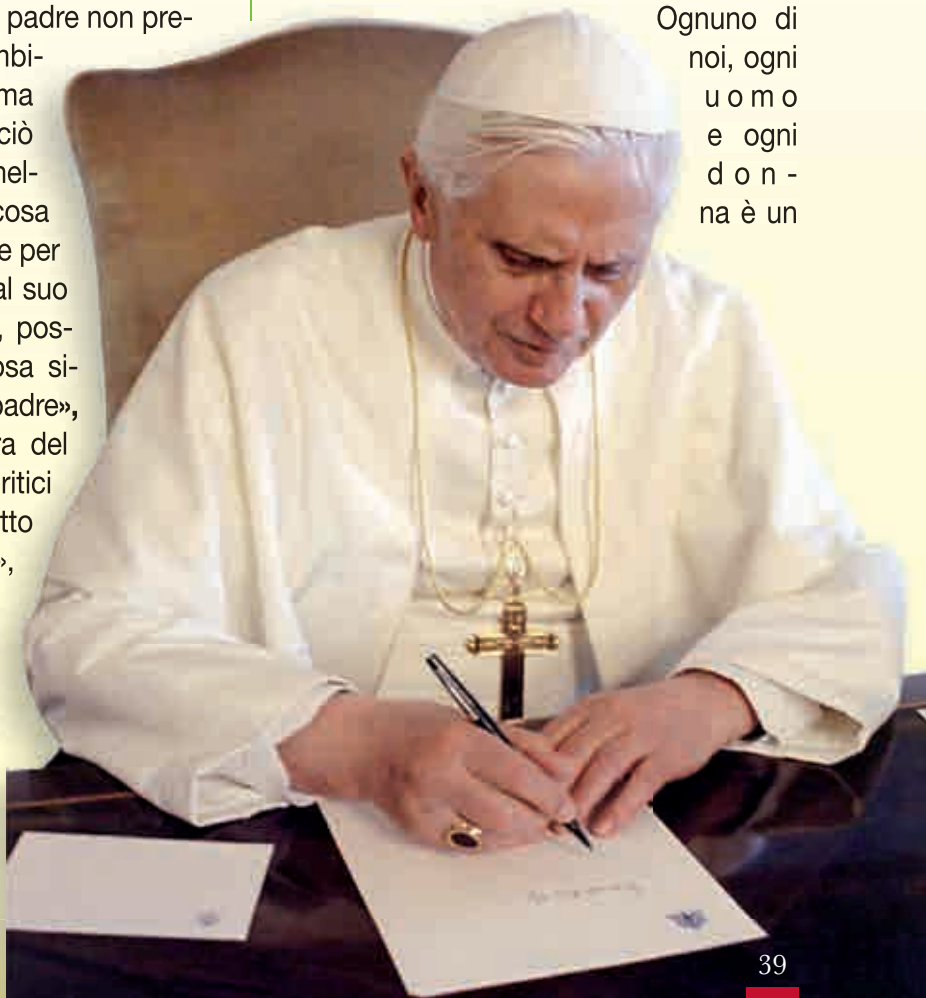 padre non pre-
mbi-
ma
ciò
nel-
cosa
e per
al suo
, pos-
osa si-
padre»,
ra del
ritici
tto
»,
Ognuno di
noi, ogni
uomo
e ogni
don-
na è un
39